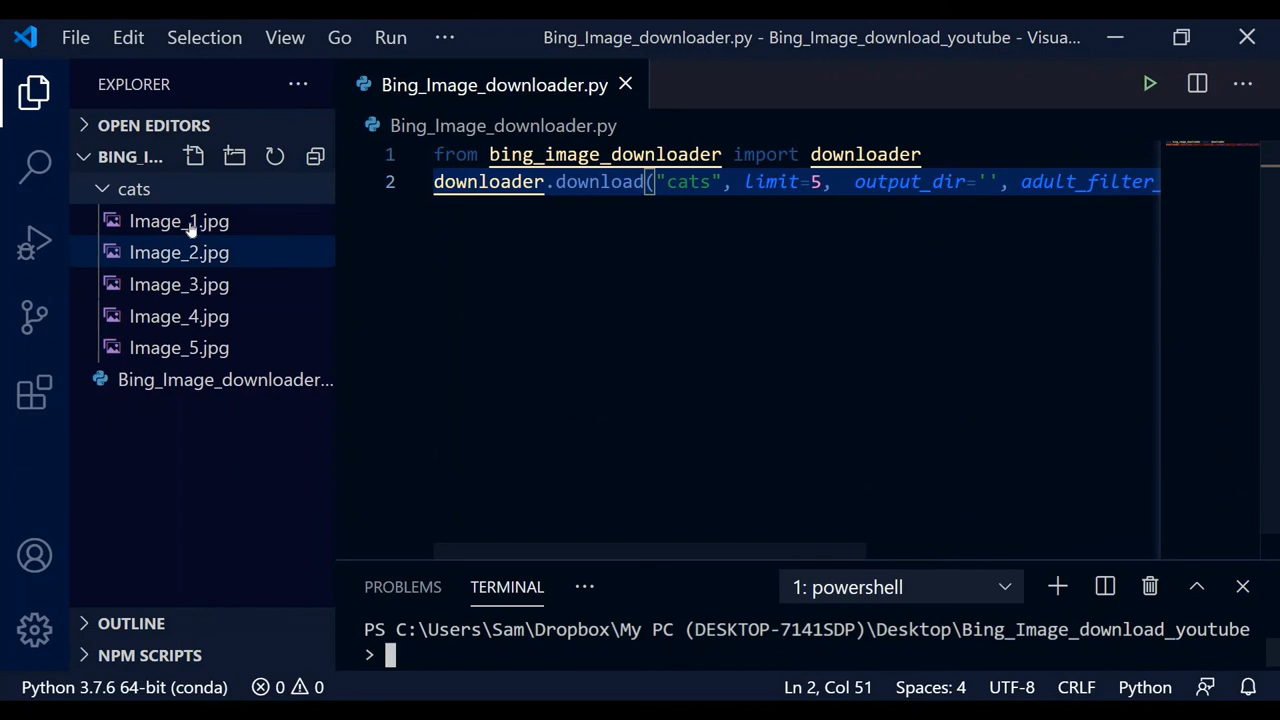 File Edit Selection View Go Run ··· Bing_Image_downloader.py - Bing_Image_download_youtube - Visua...
EXPLORER ···
Bing_Image_downloader.py
OPEN EDITORS
Bing_Image_downloader.py
BING_I...
1 from bing_image_downloader import downloader
cats
2 downloader.download("cats", limit=5,  output_dir='', adult_filter_
Image_1.jpg
Image_2.jpg
Image_3.jpg
Image_4.jpg
Image_5.jpg
Bing_Image_downloader...
PROBLEMS TERMINAL ··· 1: powershell
OUTLINE
PS C:\Users\Sam\Dropbox\My PC (DESKTOP-7141SDP)\Desktop\Bing_Image_download_youtube
>
NPM SCRIPTS
Python 3.7.6 64-bit (conda) 0 0 Ln 2, Col 51 Spaces: 4 UTF-8 CRLF Python